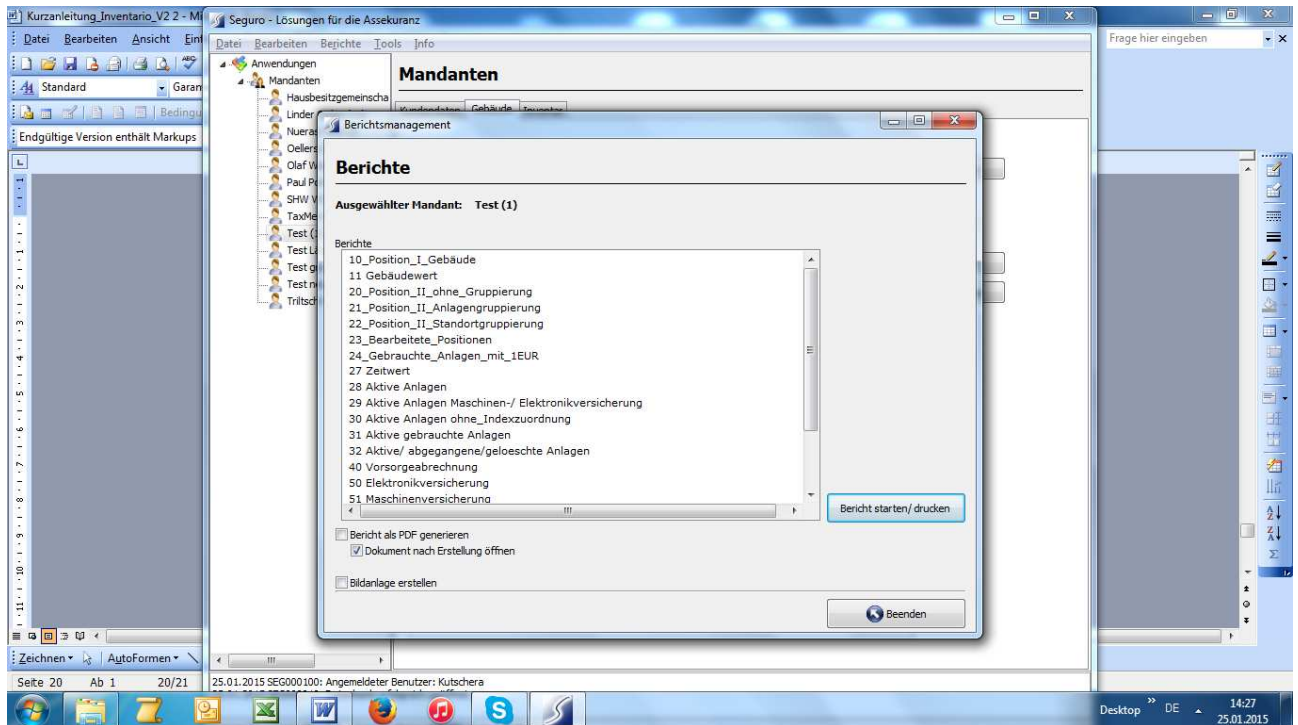 Kurzanleitung_Inventario_V2 2 - Mi
Datei Bearbeiten Ansicht Einf
Frage hier eingeben
Standard
Garan
Bedingu
Endgültige Version enthält Markups
Seguro - Lösungen für die Assekuranz
Datei Bearbeiten Berichte Tools Info
Anwendungen
Mandanten
Hausbesitzgemeinscha
Linder
Nueras
Oellers
Olaf W
Paul Po
SHW V
TaxMe
Test (1
Test Lä
Test g
Test n
Triltsch
Mandanten
Kundendaten Gebäude Inventar
Berichtsmanagement
Berichte
Ausgewählter Mandant: Test (1)
Berichte
10_Position_I_Gebäude
11 Gebäudewert
20_Position_II_ohne_Gruppierung
21_Position_II_Anlagengruppierung
22_Position_II_Standortgruppierung
23_Bearbeitete_Positionen
24_Gebrauchte_Anlagen_mit_1EUR
27 Zeitwert
28 Aktive Anlagen
29 Aktive Anlagen Maschinen-/ Elektronikversicherung
30 Aktive Anlagen ohne_Indexzuordnung
31 Aktive gebrauchte Anlagen
32 Aktive/ abgegangene/geloeschte Anlagen
40 Vorsorgeabrechnung
50 Elektronikversicherung
51 Maschinenversicherung
Bericht starten/ drucken
Bericht als PDF generieren
Dokument nach Erstellung öffnen
Bildanlage erstellen
Beenden
Zeichnen AutoFormen
Seite 20 Ab 1 20/21
25.01.2015 SEG000100: Angemeldeter Benutzer: Kutschera
Desktop DE
14:27
25.01.2015